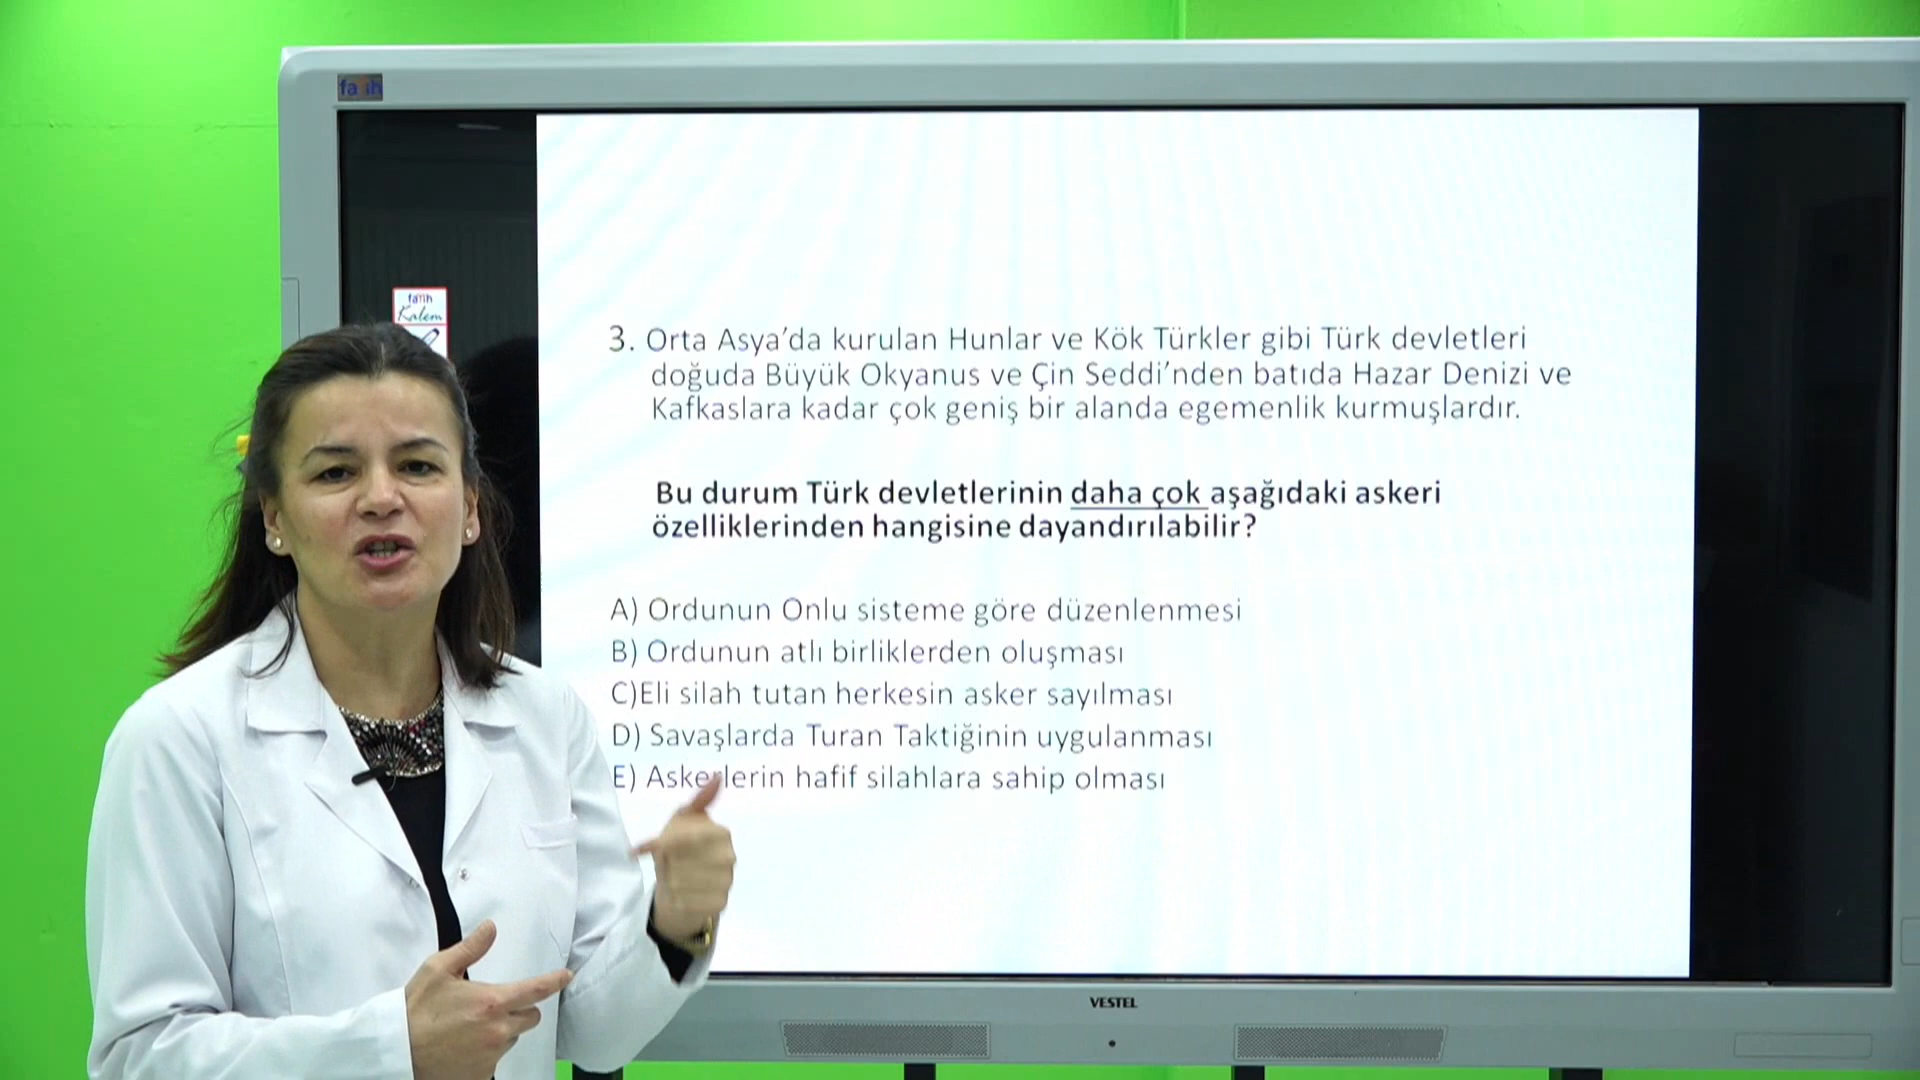 fatih
fatih
Kalem
3. Orta Asya’da kurulan Hunlar ve Kök Türkler gibi Türk devletleri
doğuda Büyük Okyanus ve Çin Seddi’nden batıda Hazar Denizi ve
Kafkaslara kadar çok geniş bir alanda egemenlik kurmuşlardır.
Bu durum Türk devletlerinin daha çok aşağıdaki askeri
özelliklerinden hangisine dayandırılabilir?
A) Ordunun Onlu sisteme göre düzenlenmesi
B) Ordunun atlı birliklerden oluşması
C)Eli silah tutan herkesin asker sayılması
D) Savaşlarda Turan Taktiğinin uygulanması
E) Askerlerin hafif silahlara sahip olması
VESTEL